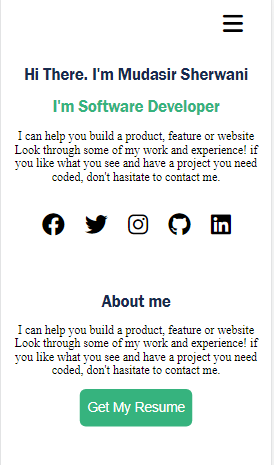 Hi There. I'm Mudasir Sherwani
I'm Software Developer
I can help you build a product, feature or website
Look through some of my work and experience! if
you like what you see and have a project you need
coded, don't hasitate to contact me.
About me
I can help you build a product, feature or website
Look through some of my work and experience! if
you like what you see and have a project you need
coded, don't hasitate to contact me.
Get My Resume